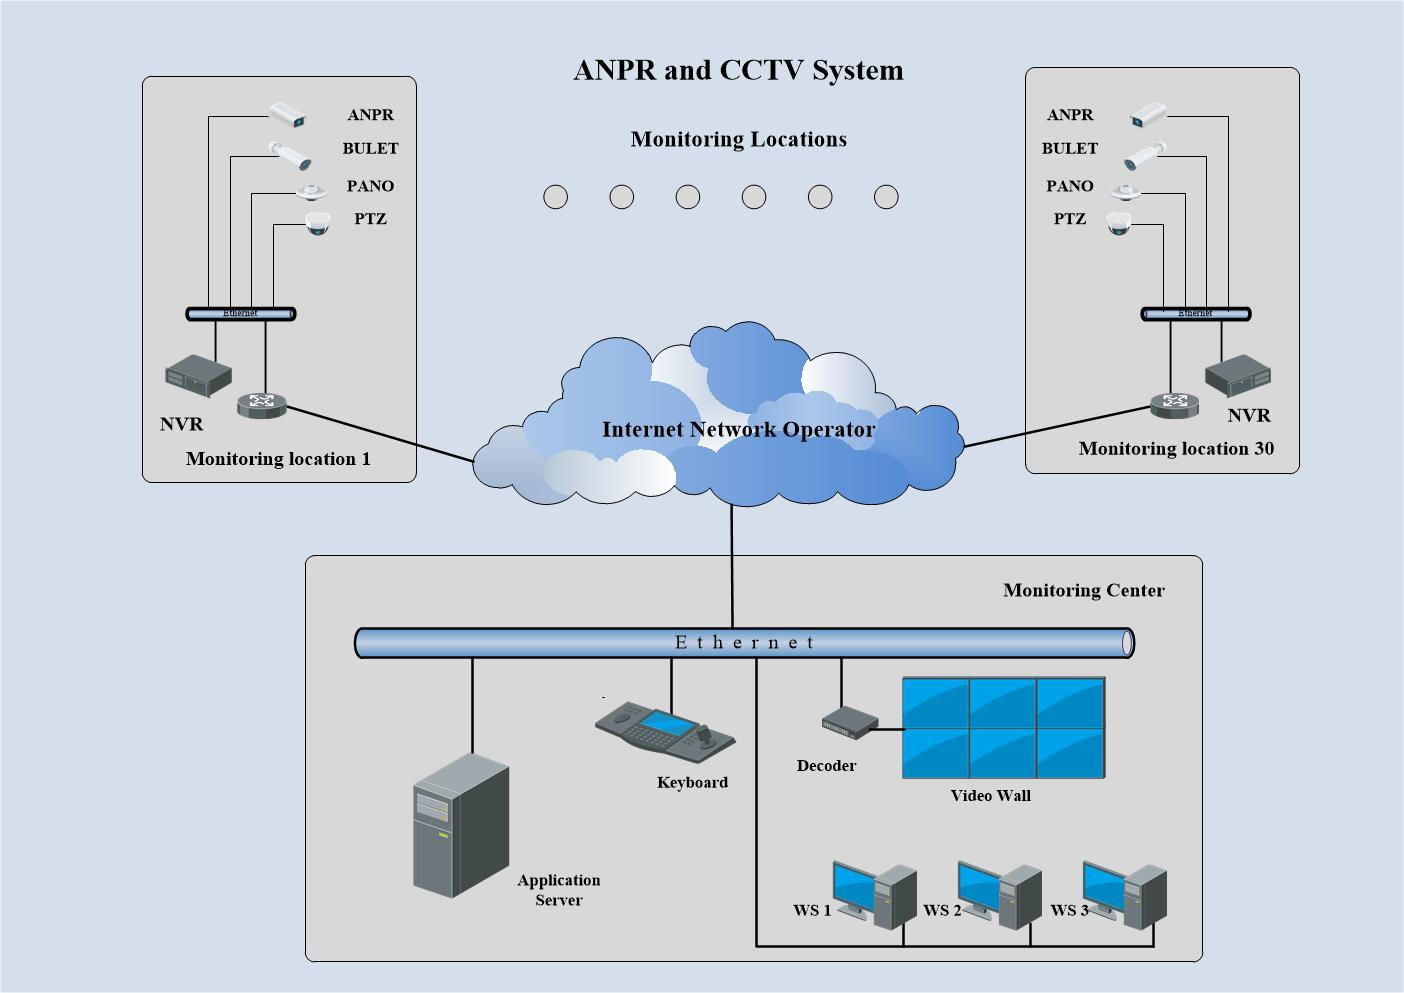 ANPR and CCTV System
Monitoring Locations
ANPR
BULET
PANO
PTZ
Ethernet
NVR
Monitoring location 1
ANPR
BULET
PANO
PTZ
Ethernet
NVR
Monitoring location 30
Internet Network Operator
Monitoring Center
Ethernet
Keyboard
Decoder
Video Wall
Application
Server
WS 1
WS 2
WS 3